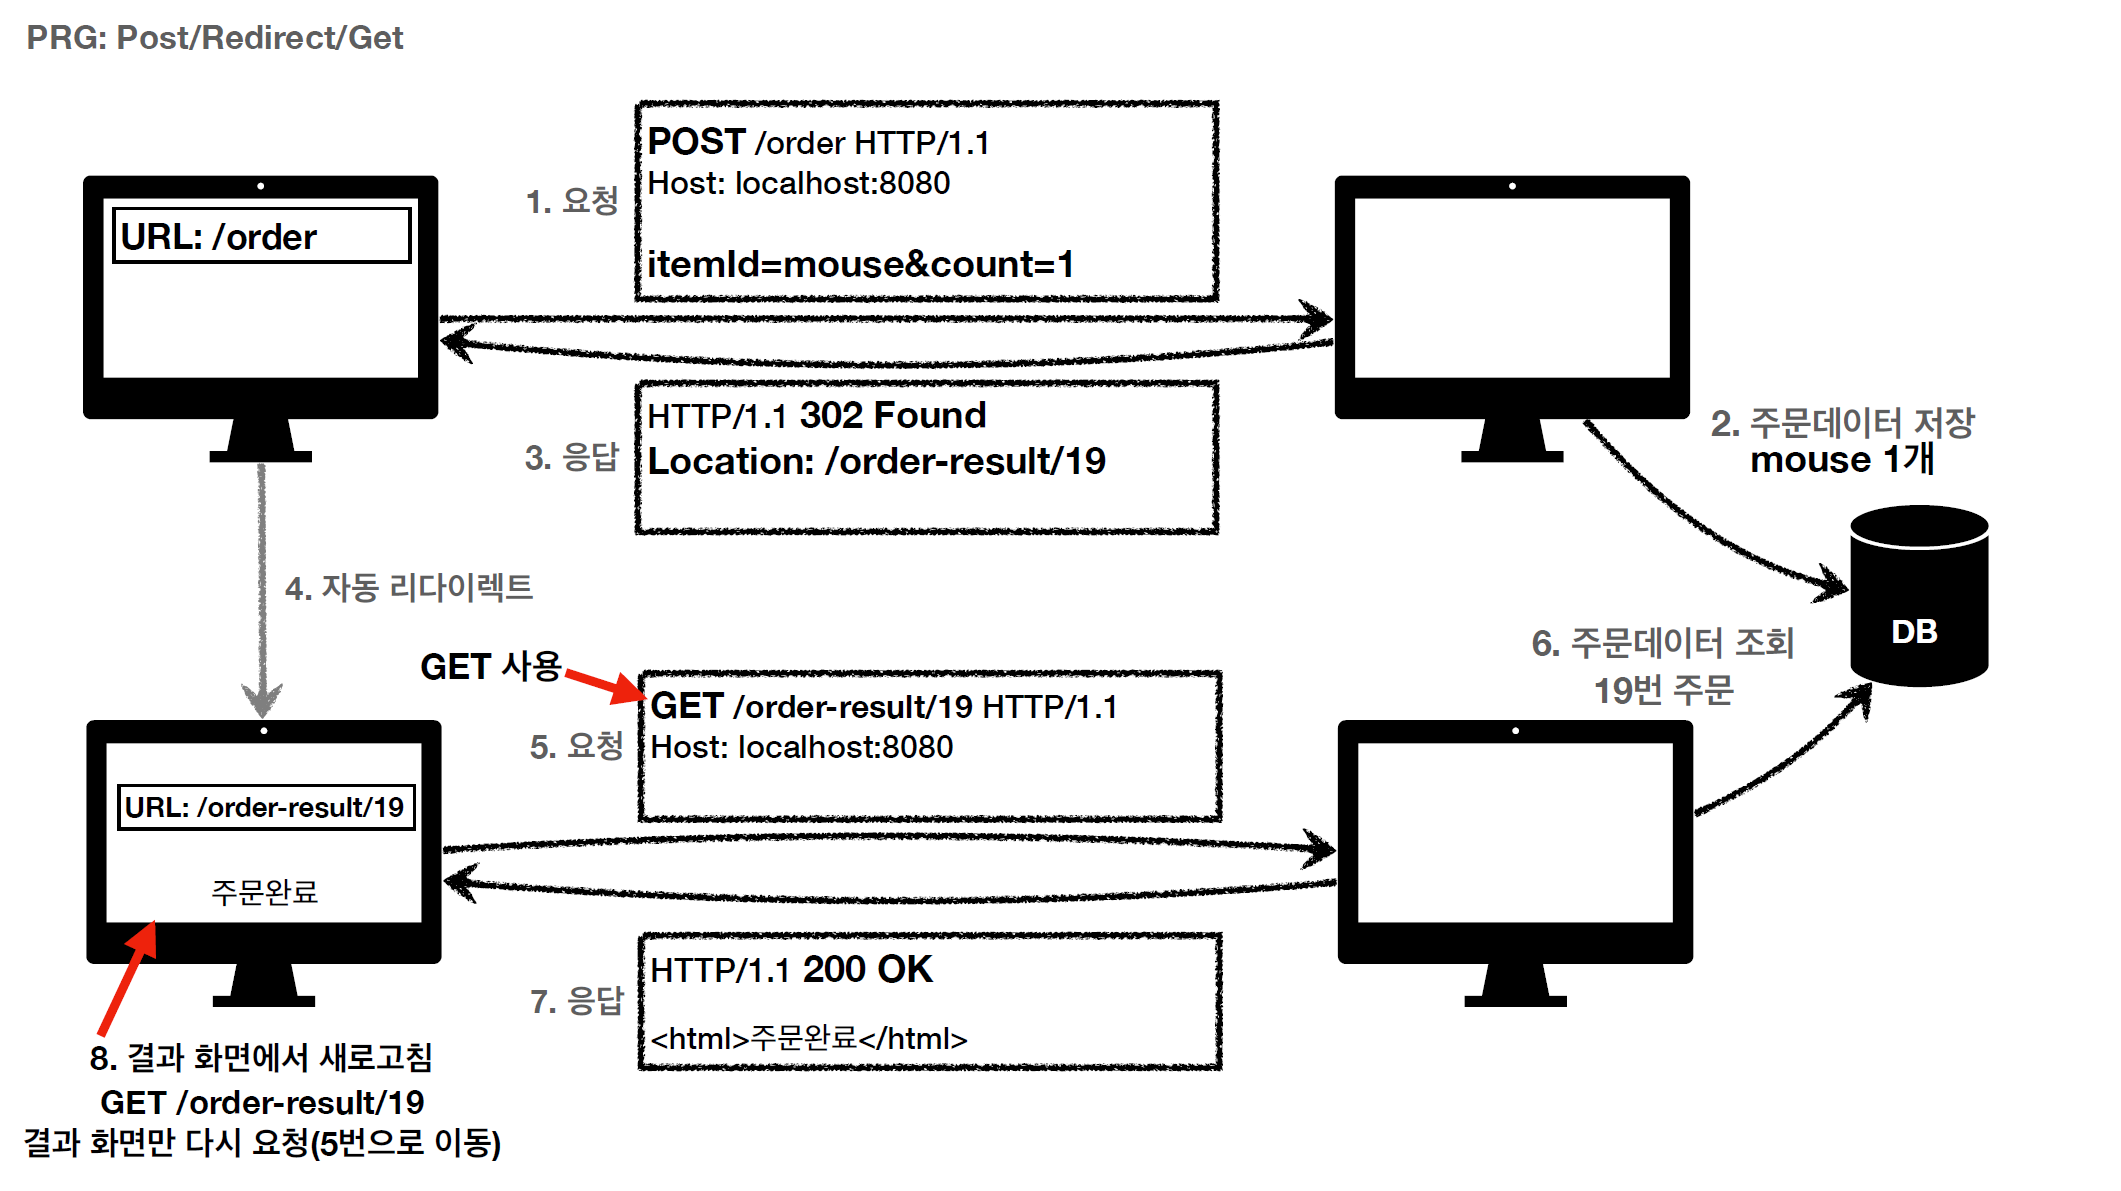 PRG: Post/Redirect/Get
URL: /order
1. 요청
POST /order HTTP/1.1
Host: localhost:8080
itemId=mouse&count=1
2. 주문데이터 저장
mouse 1개
3. 응답
HTTP/1.1 302 Found
Location: /order-result/19
4. 자동 리다이렉트
GET 사용
5. 요청
GET /order-result/19 HTTP/1.1
Host: localhost:8080
6. 주문데이터 조회
19번 주문
DB
URL: /order-result/19
주문완료
7. 응답
HTTP/1.1 200 OK
<html>주문완료</html>
8. 결과 화면에서 새로고침
GET /order-result/19
결과 화면만 다시 요청(5번으로 이동)